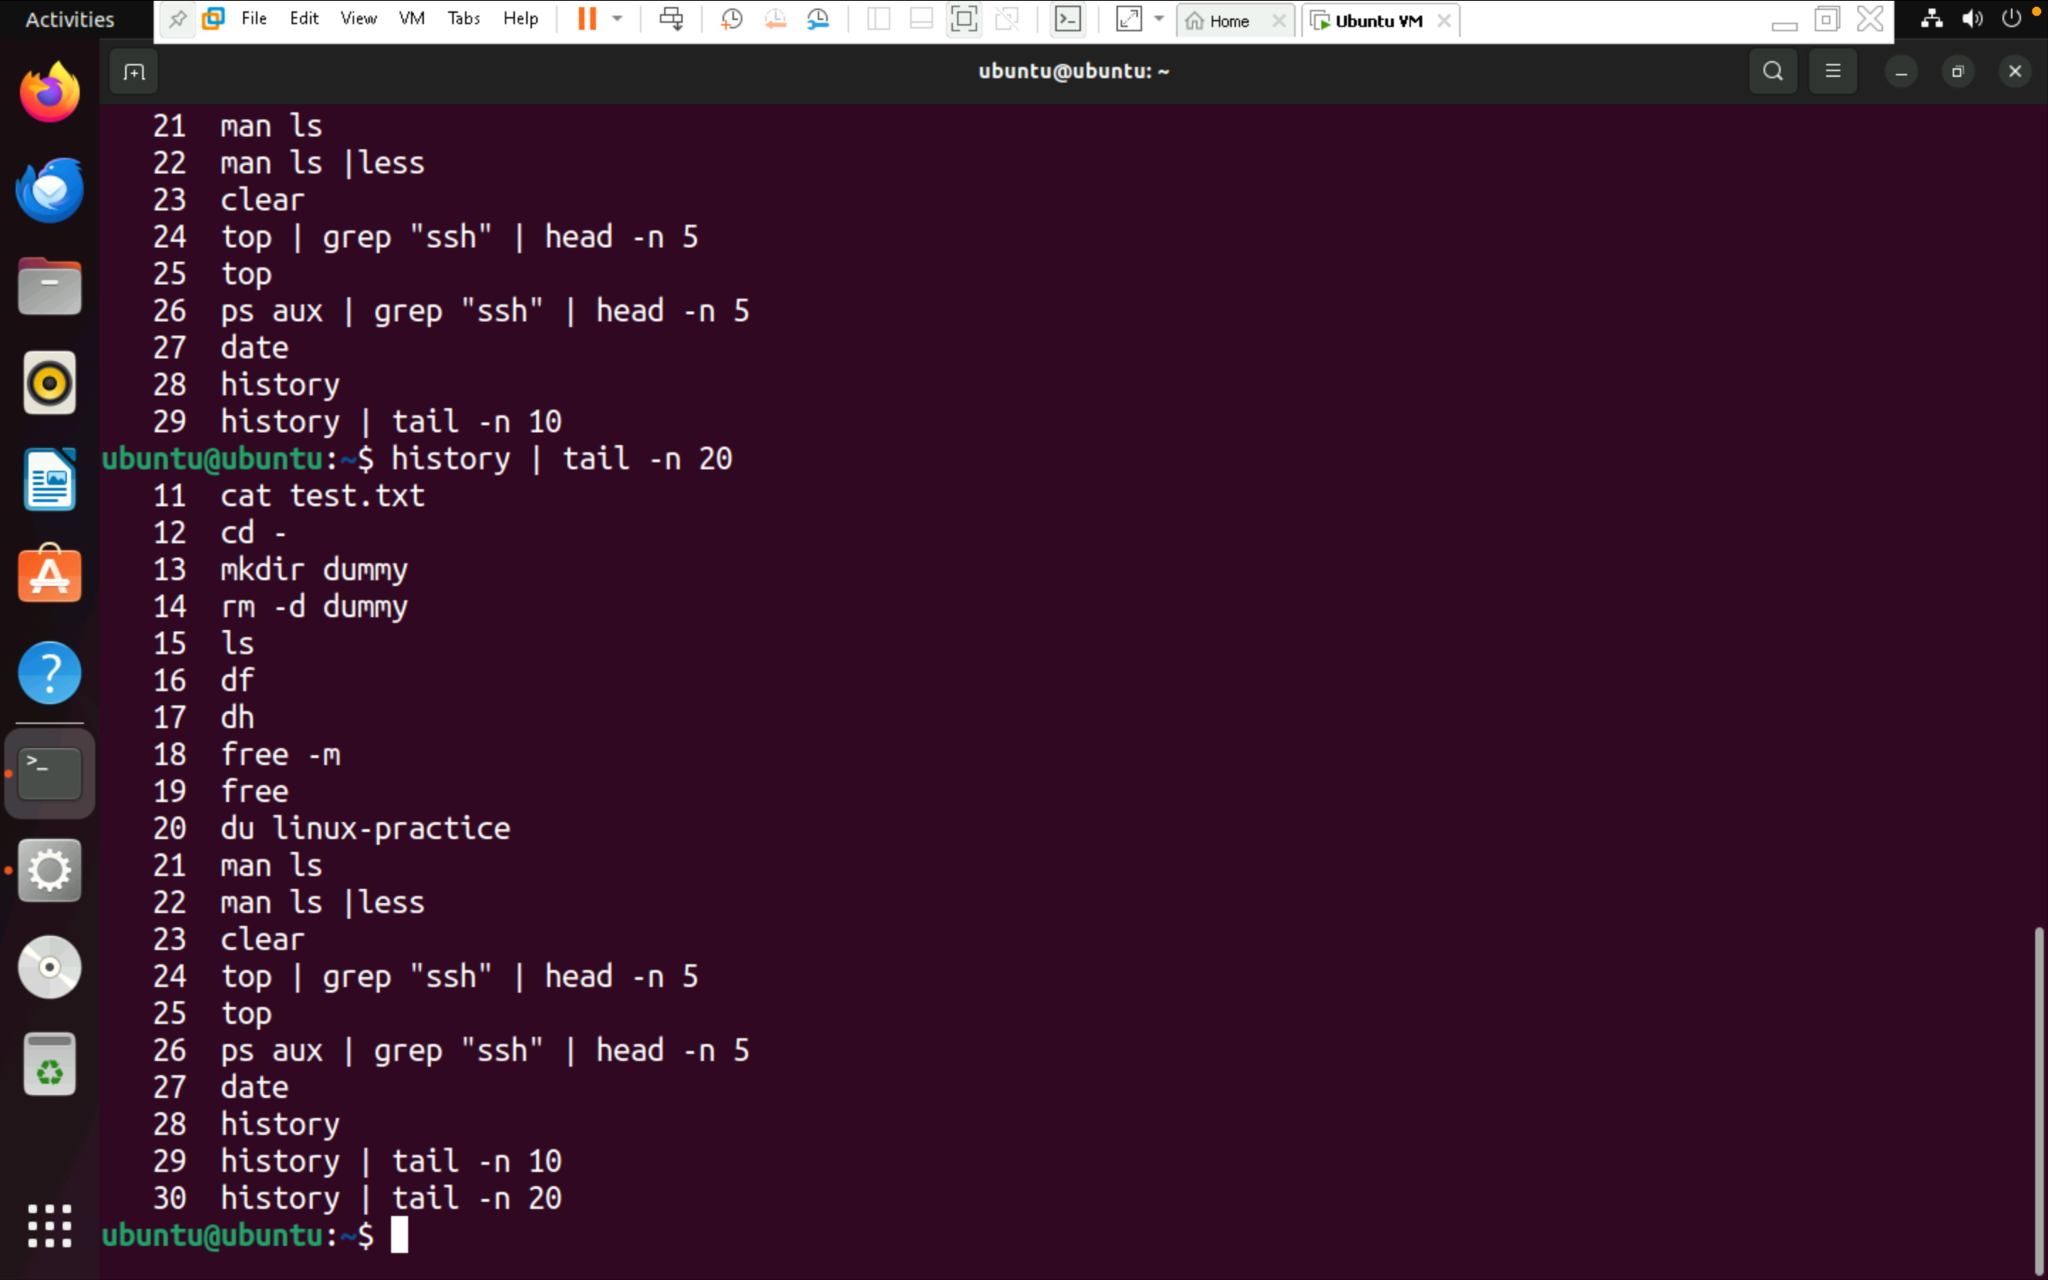 Activities File Edit View VM Tabs Help Home Ubuntu VM
ubuntu@ubuntu: ~
21 man ls
22 man ls |less
23 clear
24 top | grep "ssh" | head -n 5
25 top
26 ps aux | grep "ssh" | head -n 5
27 date
28 history
29 history | tail -n 10
ubuntu@ubuntu:~$ history | tail -n 20
11 cat test.txt
12 cd -
13 mkdir dummy
14 rm -d dummy
15 ls
16 df
17 dh
18 free -m
19 free
20 du linux-practice
21 man ls
22 man ls |less
23 clear
24 top | grep "ssh" | head -n 5
25 top
26 ps aux | grep "ssh" | head -n 5
27 date
28 history
29 history | tail -n 10
30 history | tail -n 20
ubuntu@ubuntu:~$